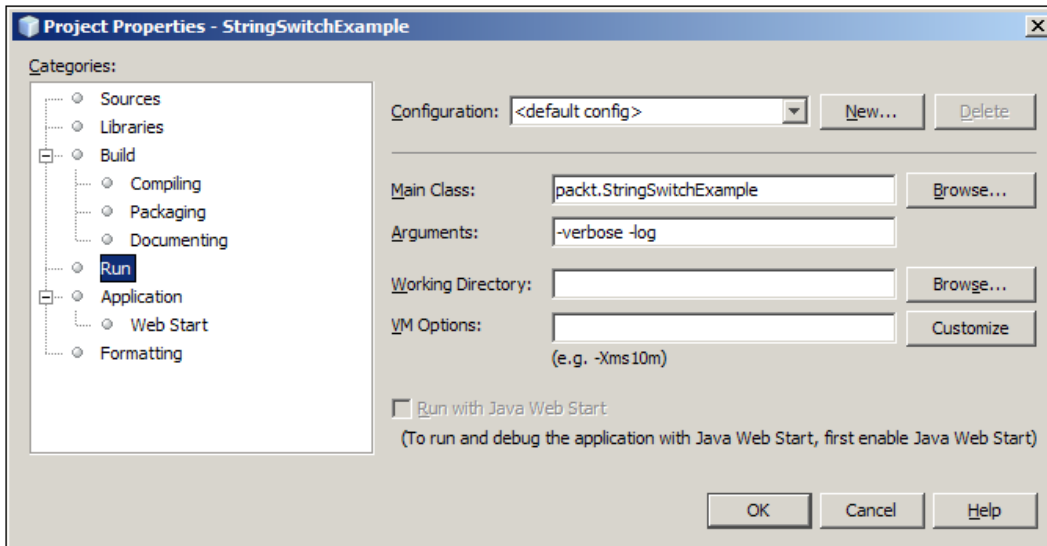 Project Properties - StringSwitchExample
Categories:
Sources
Libraries
Build
Compiling
Packaging
Documenting
Run
Application
Web Start
Formatting
Configuration: <default config> New... Delete
Main Class: packt.StringSwitchExample Browse...
Arguments: -verbose -log
Working Directory: Browse...
VM Options: Customize
(e.g. -Xms10m)
Run with Java Web Start
(To run and debug the application with Java Web Start, first enable Java Web Start)
OK Cancel Help